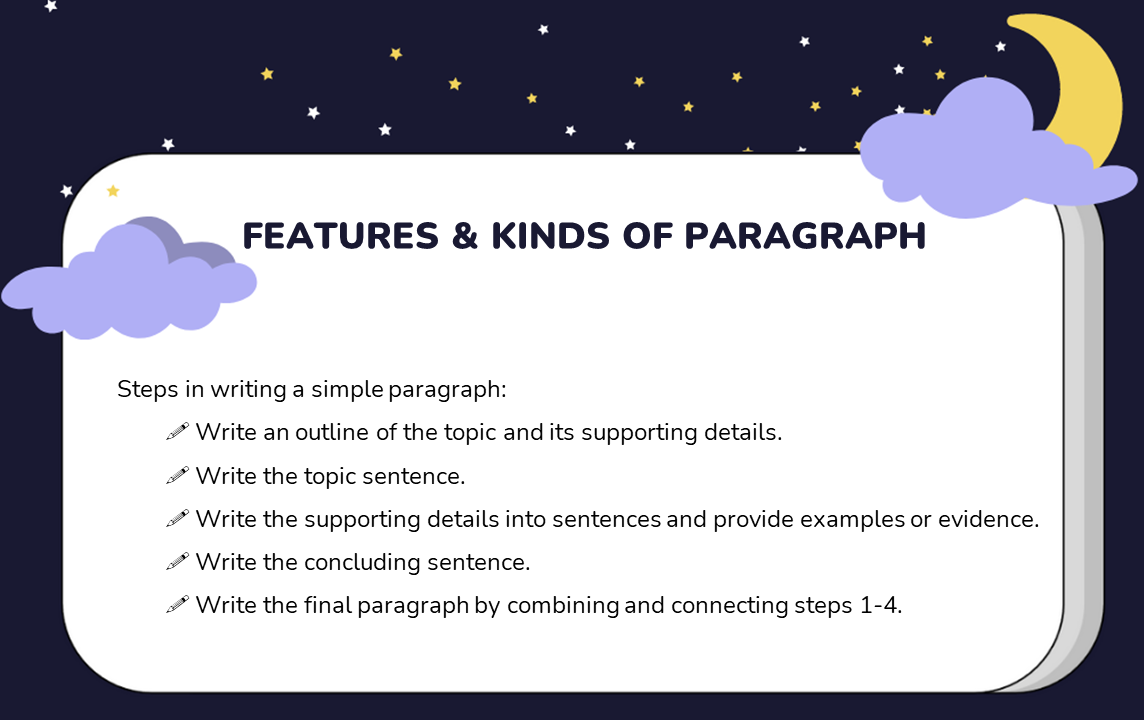 FEATURES & KINDS OF PARAGRAPH
Steps in writing a simple paragraph:
Write an outline of the topic and its supporting details.
Write the topic sentence.
Write the supporting details into sentences and provide examples or evidence.
Write the concluding sentence.
Write the final paragraph by combining and connecting steps 1-4.